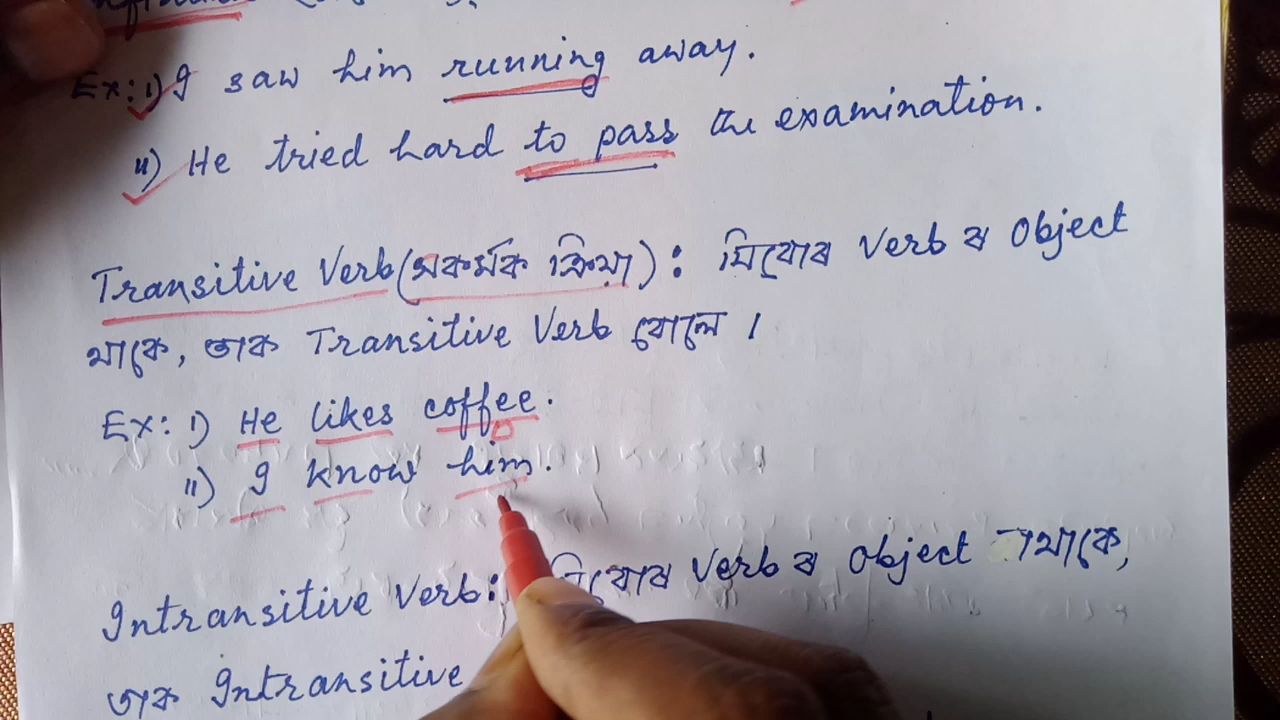 Ex: i) I saw him running away.
ii) He tried hard to pass the examination.
Transitive Verb (সকৰ্মক ক্ৰিয়া) : যিবোৰ Verb ৰ Object
থাকে, তাক Transitive Verb বোলে ।
Ex: i) He likes coffee.
ii) I know him.
Intransitive Verb: যিবোৰ Verb ৰ Object নাথাকে,
তাক Intransitive